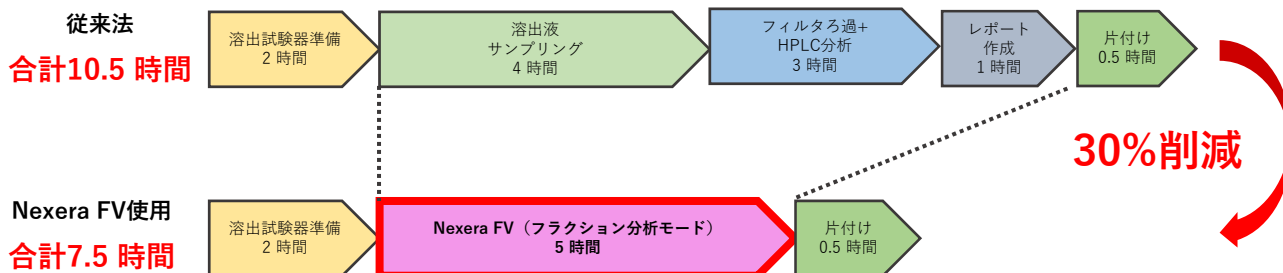 従来法
合計10.5 時間
溶出試験器準備
2 時間
溶出液
サンプリング
4 時間
フィルタろ過+
HPLC分析
3 時間
レポート
作成
1 時間
片付け
0.5 時間
30%削減
Nexera FV使用
合計7.5 時間
溶出試験器準備
2 時間
Nexera FV（フラクション分析モード）
5 時間
片付け
0.5 時間